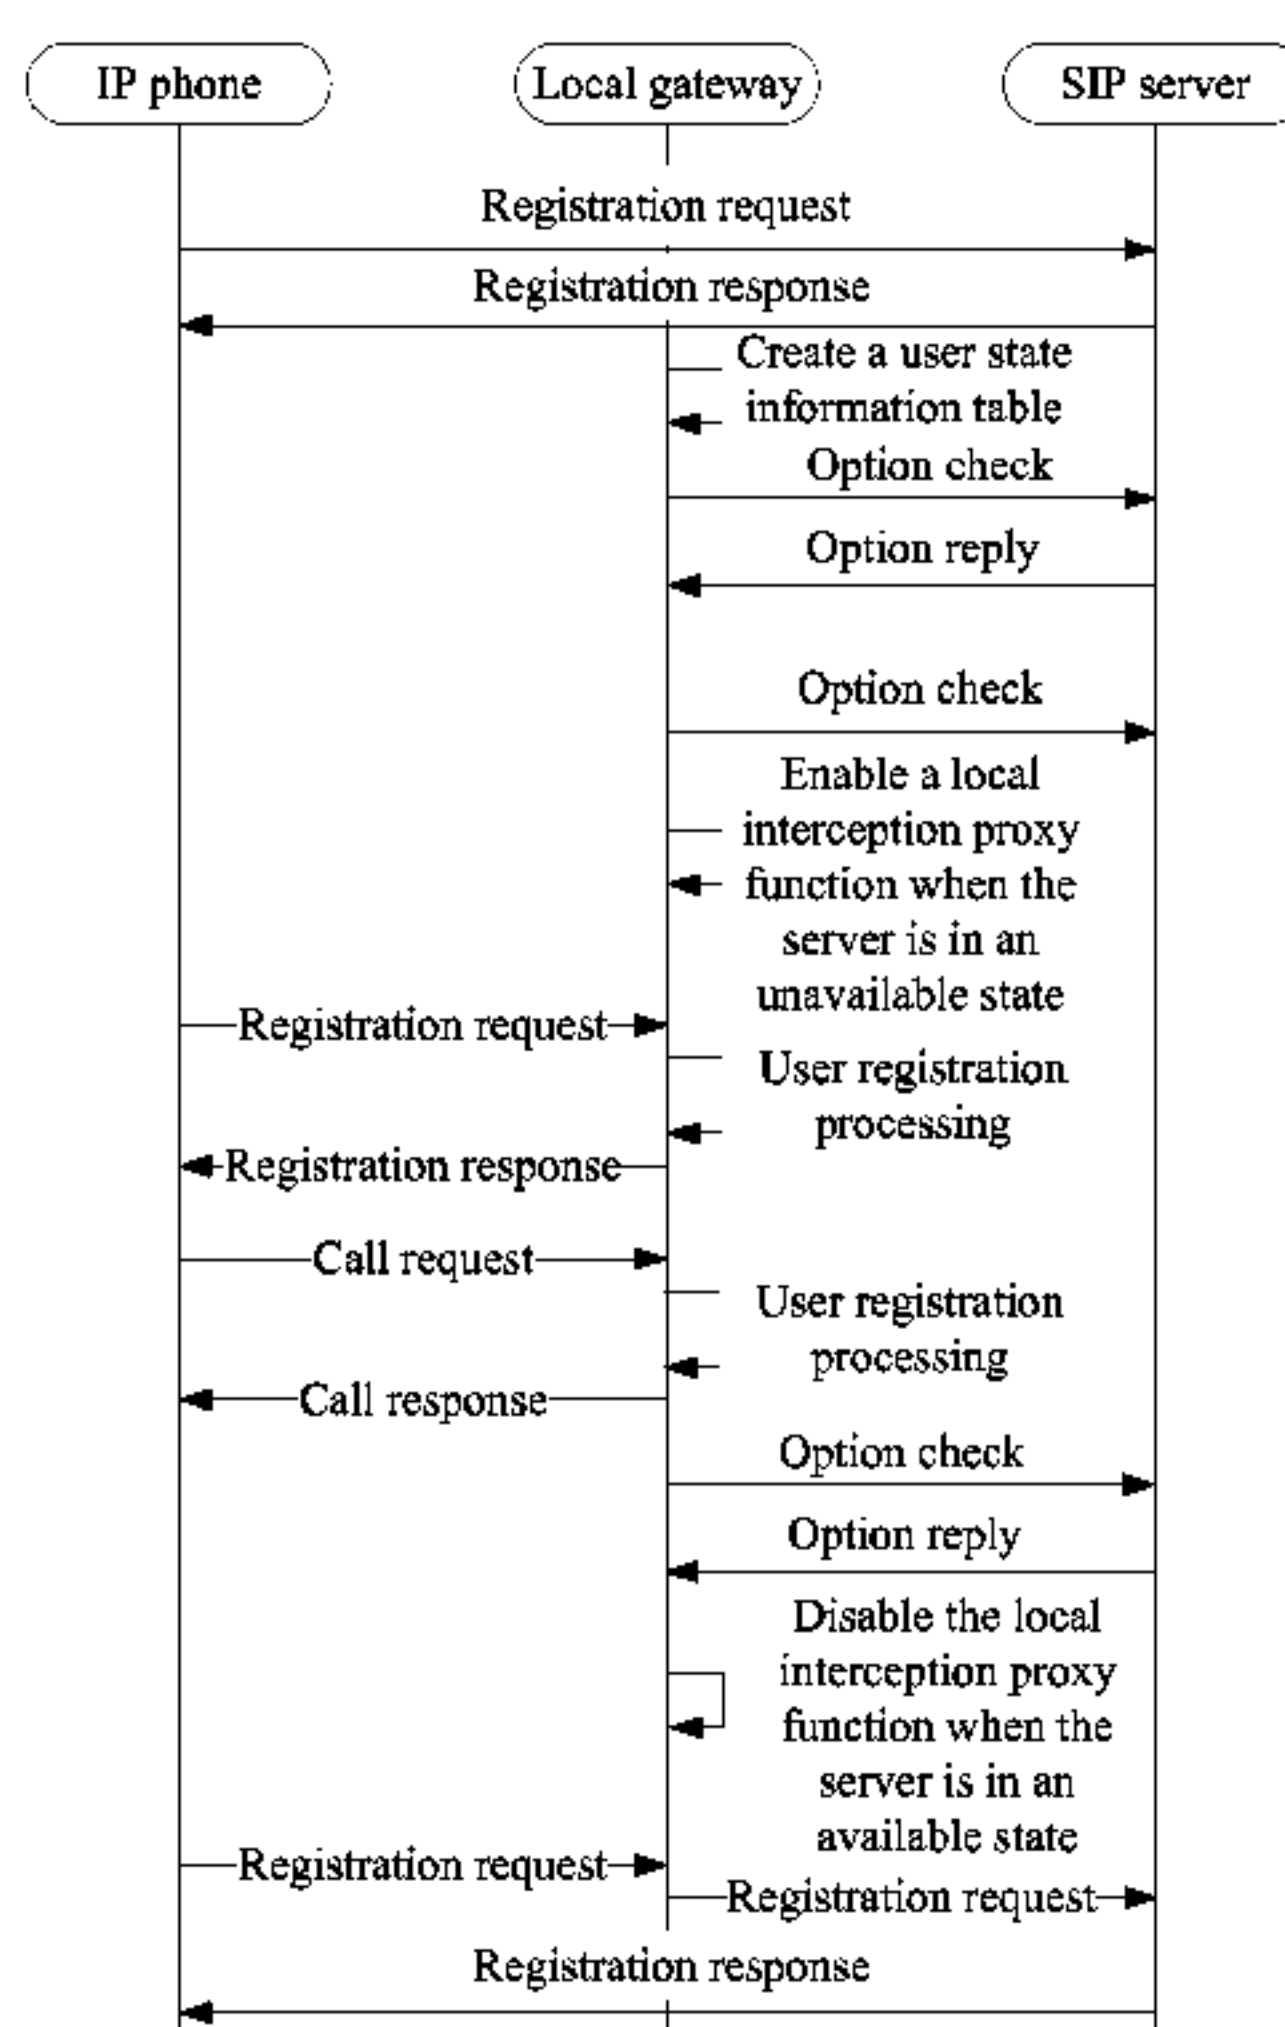 IP phone
Local gateway
SIP server
Registration request
Registration response
Create a user state
information table
Option check
Option reply
Option check
Enable a local
interception proxy
function when the
server is in an
unavailable state
Registration request
User registration
processing
Registration response
Call request
User registration
processing
Call response
Option check
Option reply
Disable the local
interception proxy
function when the
server is in an
available state
Registration request
Registration request
Registration response